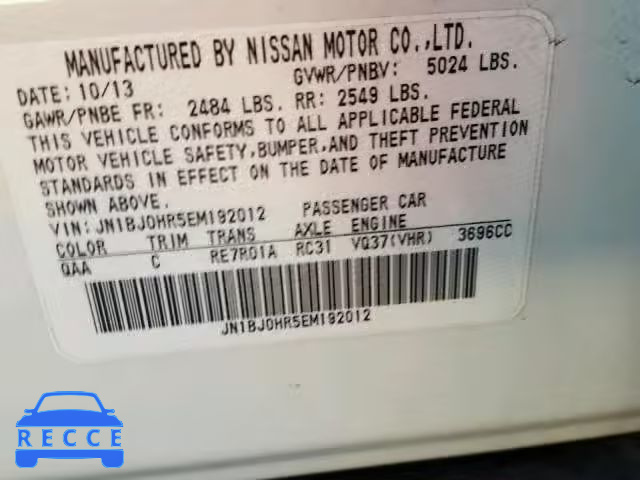 MANUFACTURED BY NISSAN MOTOR CO.,LTD.
DATE: 10/13 GVWR/PNBV: 5024 LBS.
GAWR/PNBE FR: 2484 LBS. RR: 2549 LBS.
THIS VEHICLE CONFORMS TO ALL APPLICABLE FEDERAL
MOTOR VEHICLE SAFETY,BUMPER,AND THEFT PREVENTION
STANDARDS IN EFFECT ON THE DATE OF MANUFACTURE
SHOWN ABOVE.
VIN: JN1BJ0HR5EM192012 PASSENGER CAR
COLOR TRIM TRANS AXLE ENGINE
QAA C RE7R01A RC31 VQ37(VHR) 3696CC
JN1BJ0HR5EM192012
RECCE